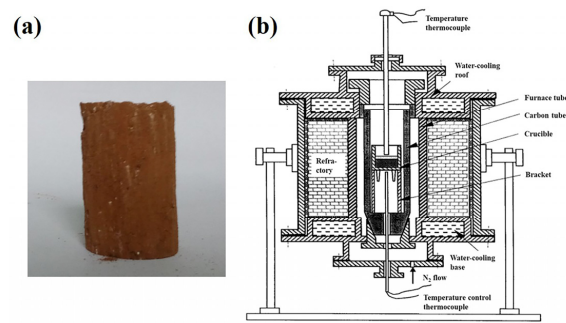 (a)
(b)
Temperature
thermocouple
Water-cooling
roof
Furnace tube
Carbon tube
Crucible
Refra-
ctory
Bracket
Water-cooling
base
N₂ flow
Temperature control
thermocouple